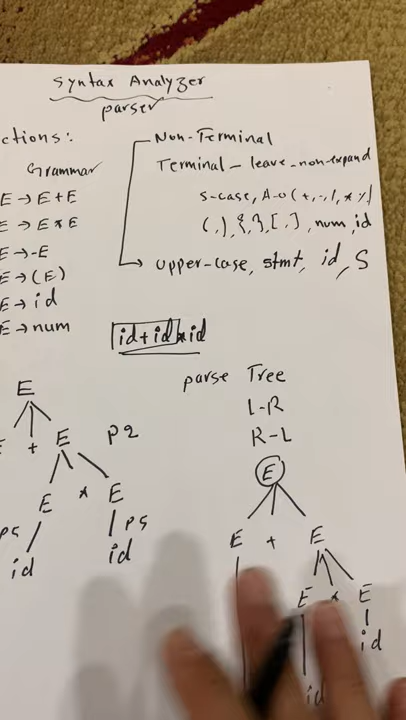 Syntax Analyzer
parser
ctions:
Non-Terminal
Grammar
Terminal - leave - non-expand
E → E + E
s-case, A-o (+, -, /, *, %)
E → E * E
(,), {,}, [,], num, id
E → -E
E → (E)
upper-case, stmt, id, S
E → id
E → num
id + id * id
parse Tree
L-R
R-L
E
+ E P2
E * E
P5
id
id
E
E + E
E * E
id
id